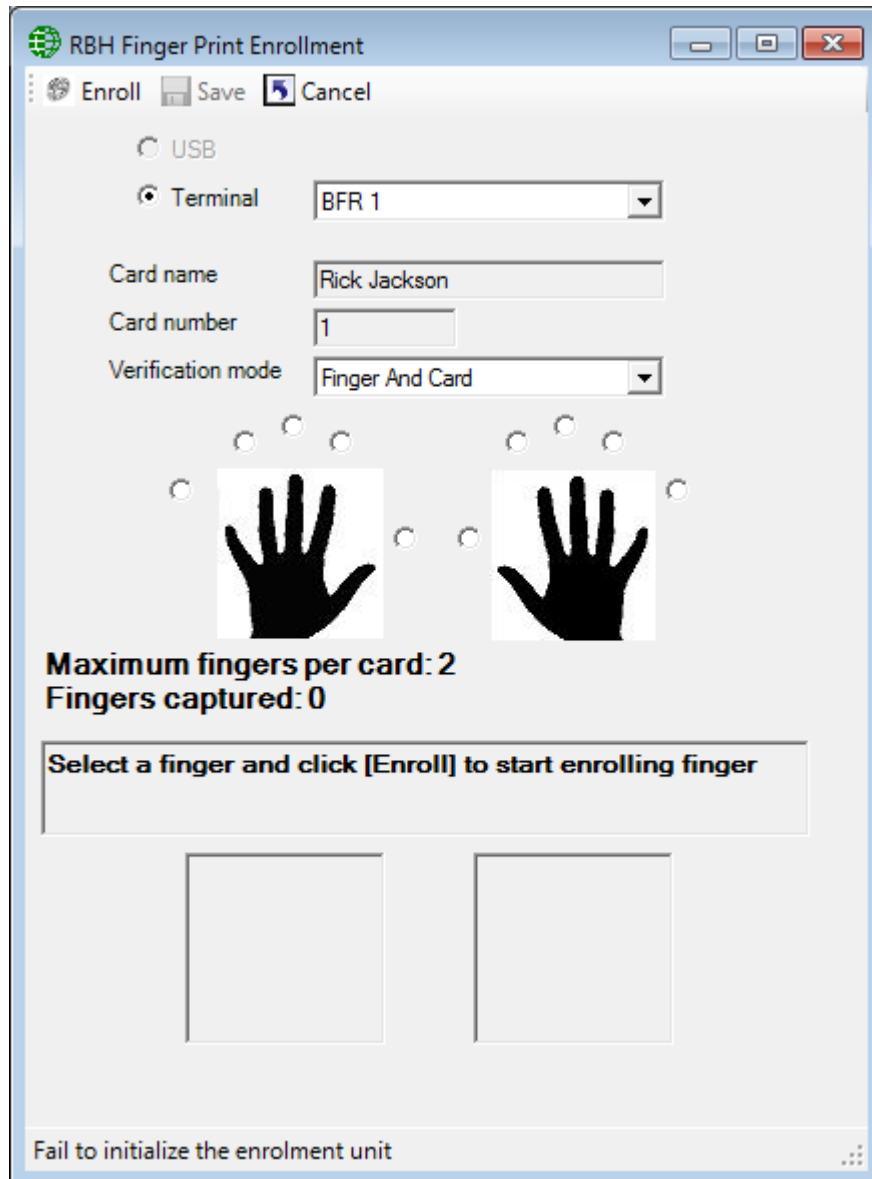 RBH Finger Print Enrollment
Enroll Save Cancel
USB
Terminal BFR 1
Card name Rick Jackson
Card number 1
Verification mode Finger And Card
Maximum fingers per card: 2
Fingers captured: 0
Select a finger and click [Enroll] to start enrolling finger
Fail to initialize the enrolment unit